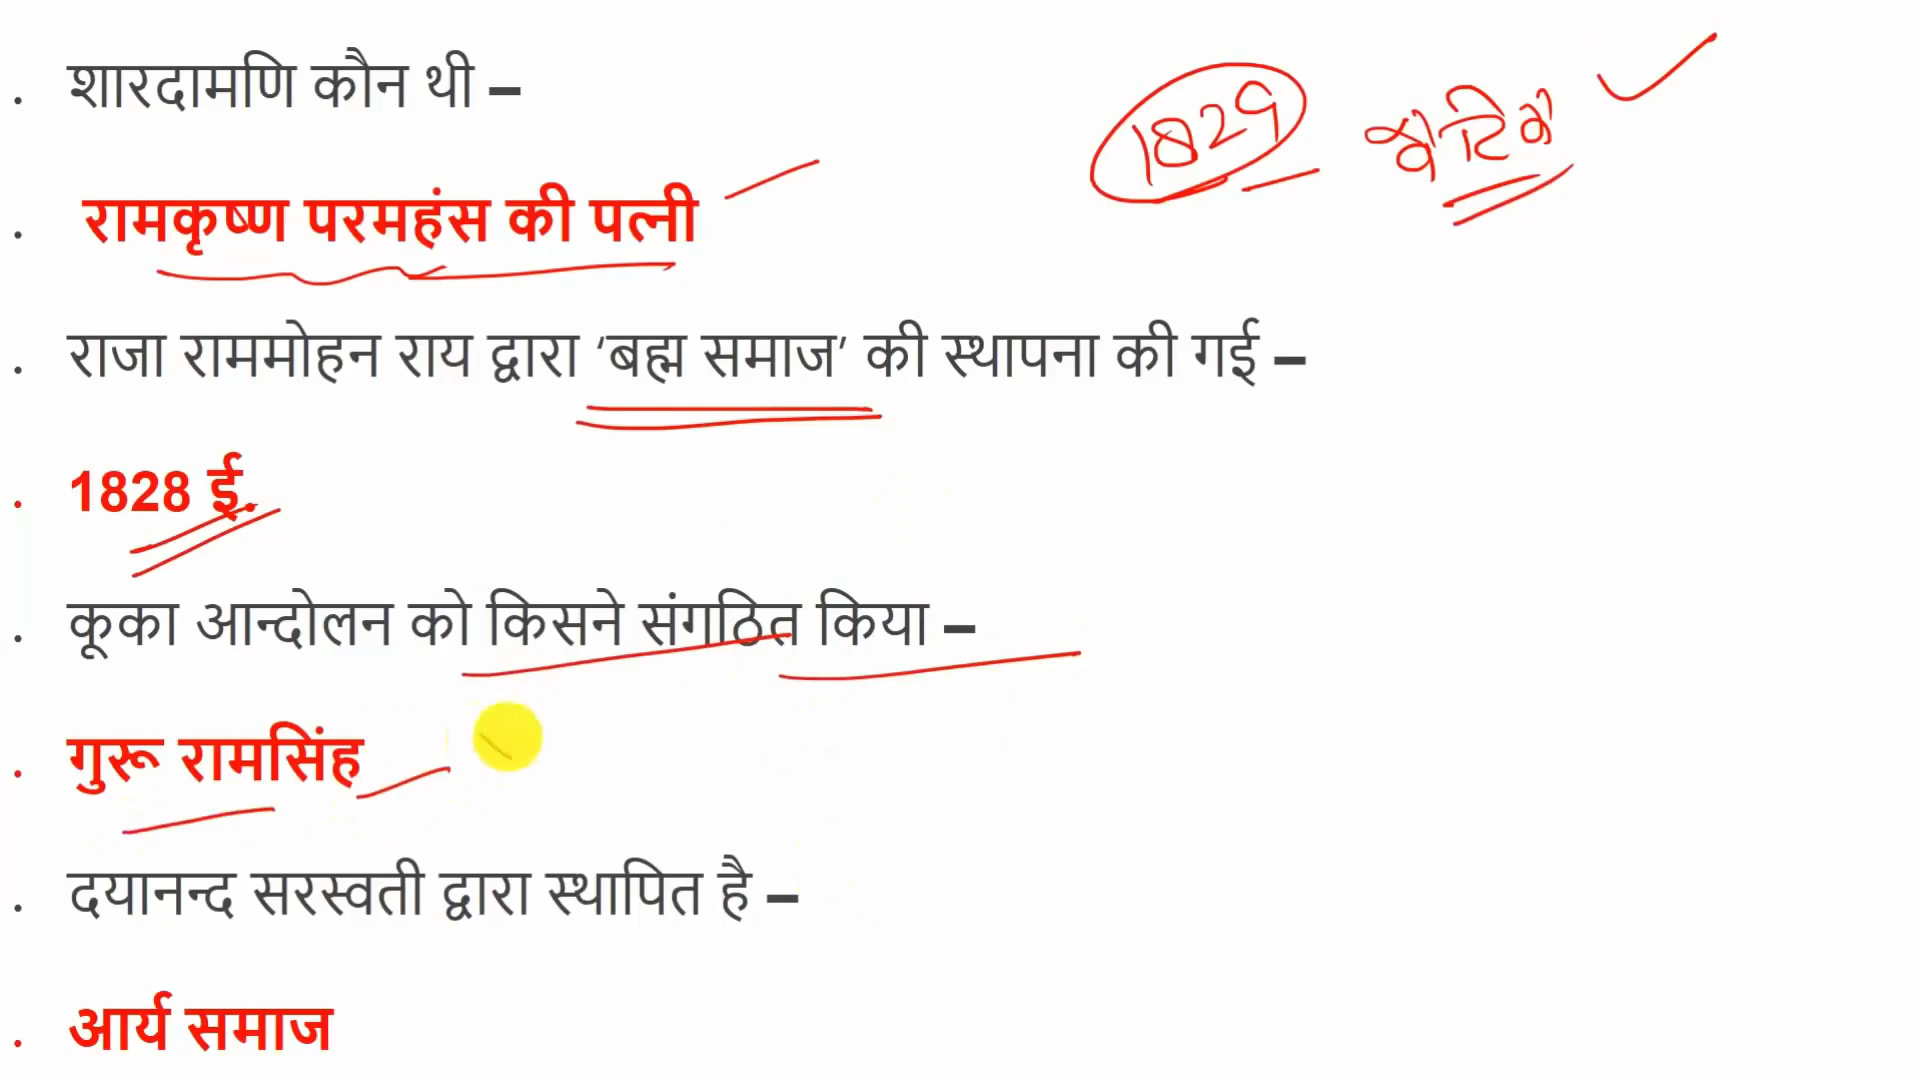 . शारदामणि कौन थी –
1829
. रामकृष्ण परमहंस की पत्नी
. राजा राममोहन राय द्वारा ‘बह्म समाज’ की स्थापना की गई –
. 1828 ई.
. कूका आन्दोलन को किसने संगठित किया –
. गुरू रामसिंह
. दयानन्द सरस्वती द्वारा स्थापित है –
. आर्य समाज